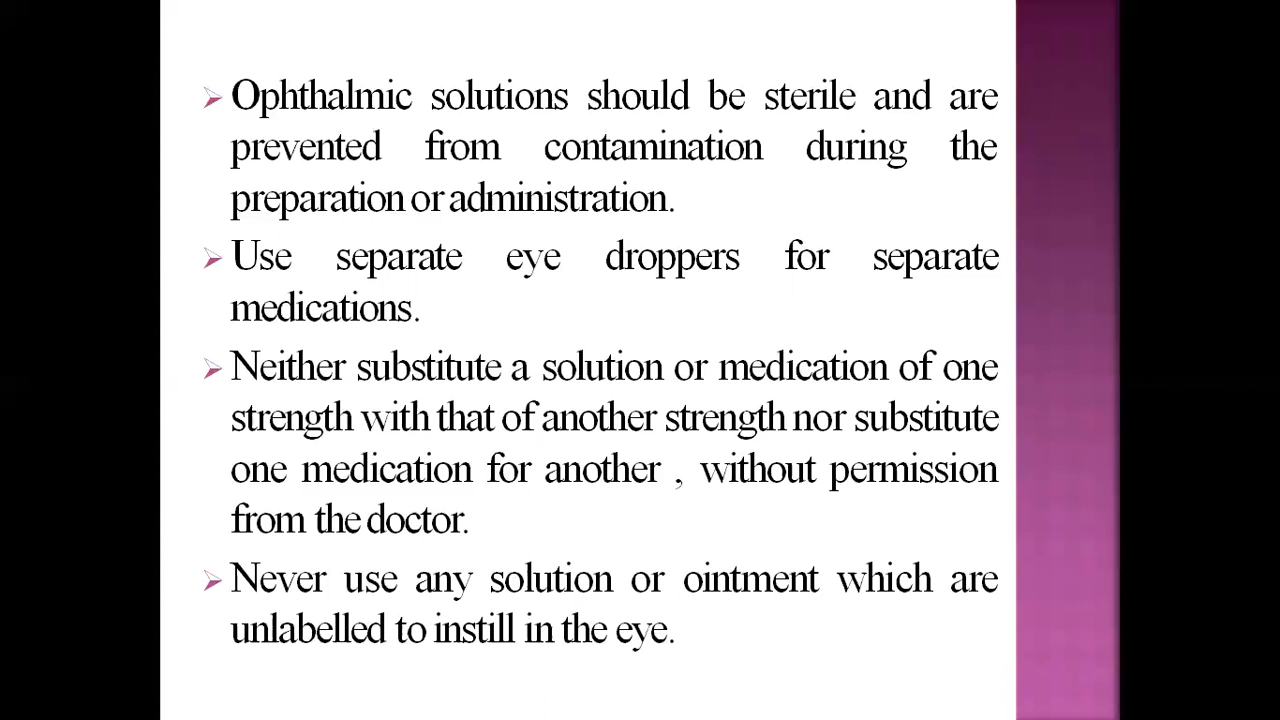 Ophthalmic solutions should be sterile and are
prevented from contamination during the
preparation or administration.
Use separate eye droppers for separate
medications.
Neither substitute a solution or medication of one
strength with that of another strength nor substitute
one medication for another , without permission
from the doctor.
Never use any solution or ointment which are
unlabelled to instill in the eye.